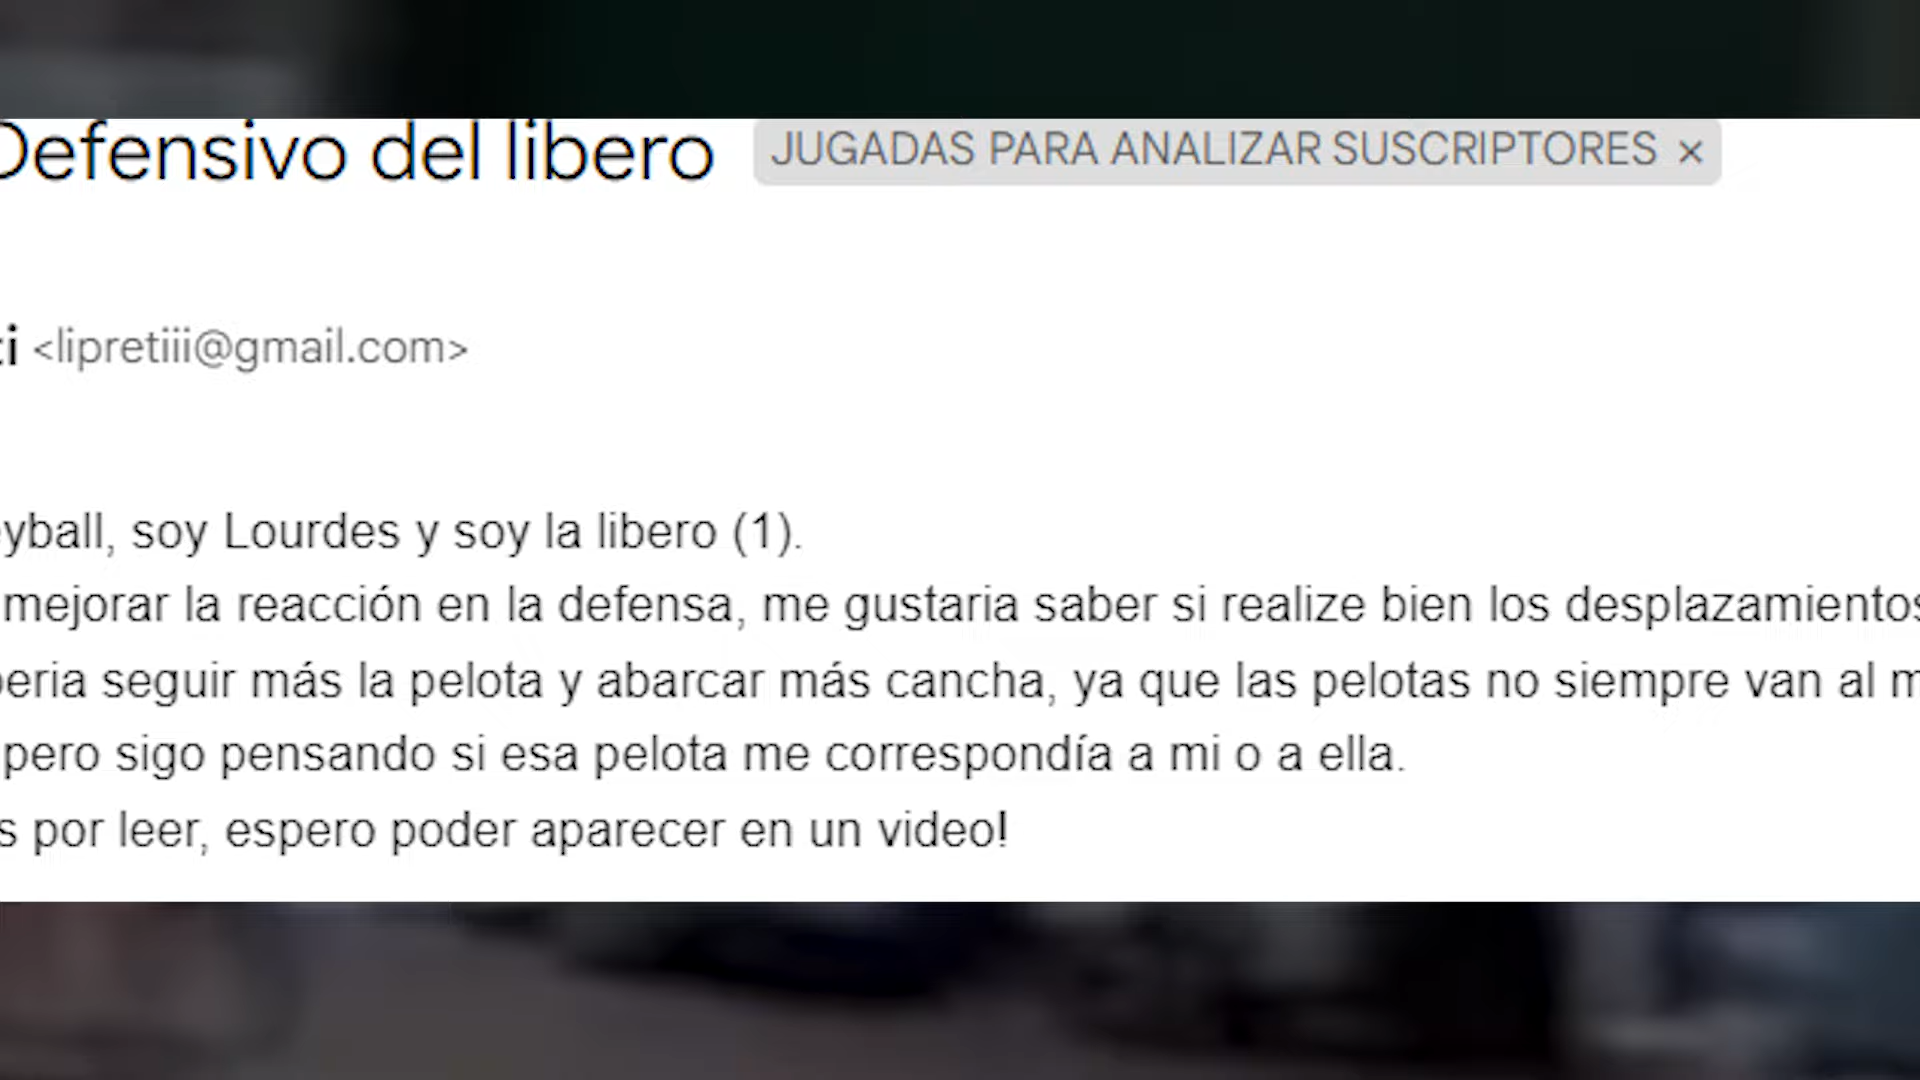 Defensivo del libero JUGADAS PARA ANALIZAR SUSCRIPTORES ×
<lipretiii@gmail.com>
soy Lourdes y soy la libero (1).
mejorar la reacción en la defensa, me gustaria saber si realize bien los desplazamientos
seguir más la pelota y abarcar más cancha, ya que las pelotas no siempre van al
pero sigo pensando si esa pelota me correspondía a mi o a ella.
por leer, espero poder aparecer en un video!